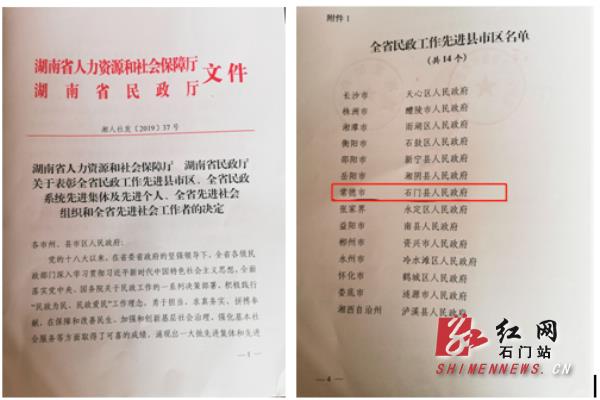 湖南省人力资源和社会保障厅
湖南省民政厅
文件
湘人社发〔2019〕37号
湖南省人力资源和社会保障厅 湖南省民政厅
关于表彰全省民政工作先进县市区、全省民政
系统先进集体及先进个人、全省先进社会
组织和全省先进社会工作者的决定
各市州、县市区人民政府:
党的十八大以来,在省委省政府的坚强领导下,全省各级民
政部门深入学习贯彻习近平新时代中国特色社会主义思想,全面
落实党中央、国务院关于民政工作的一系列决策部署,积极践行
“民政为民、民政爱民”工作理念,勇于担当、求真务实、拼搏奉
献,在保障和改善民生、加强和创新基层社会治理、强化基本社
会服务等方面取得了可喜的成绩,涌现出一大批先进集体和先进
— 1 —
附件1
全省民政工作先进县市区名单
(共14个)
长沙市 天心区人民政府
株洲市 醴陵市人民政府
湘潭市 雨湖区人民政府
衡阳市 石鼓区人民政府
邵阳市 新宁县人民政府
岳阳市 湘阴县人民政府
常德市 石门县人民政府
张家界 永定区人民政府
益阳市 南县人民政府
郴州市 资兴市人民政府
永州市 冷水滩区人民政府
怀化市 鹤城区人民政府
娄底市 涟源市人民政府
湘西自治州 泸溪县人民政府
— 4 —
红网
石门站
SHIMENNEWS.CN